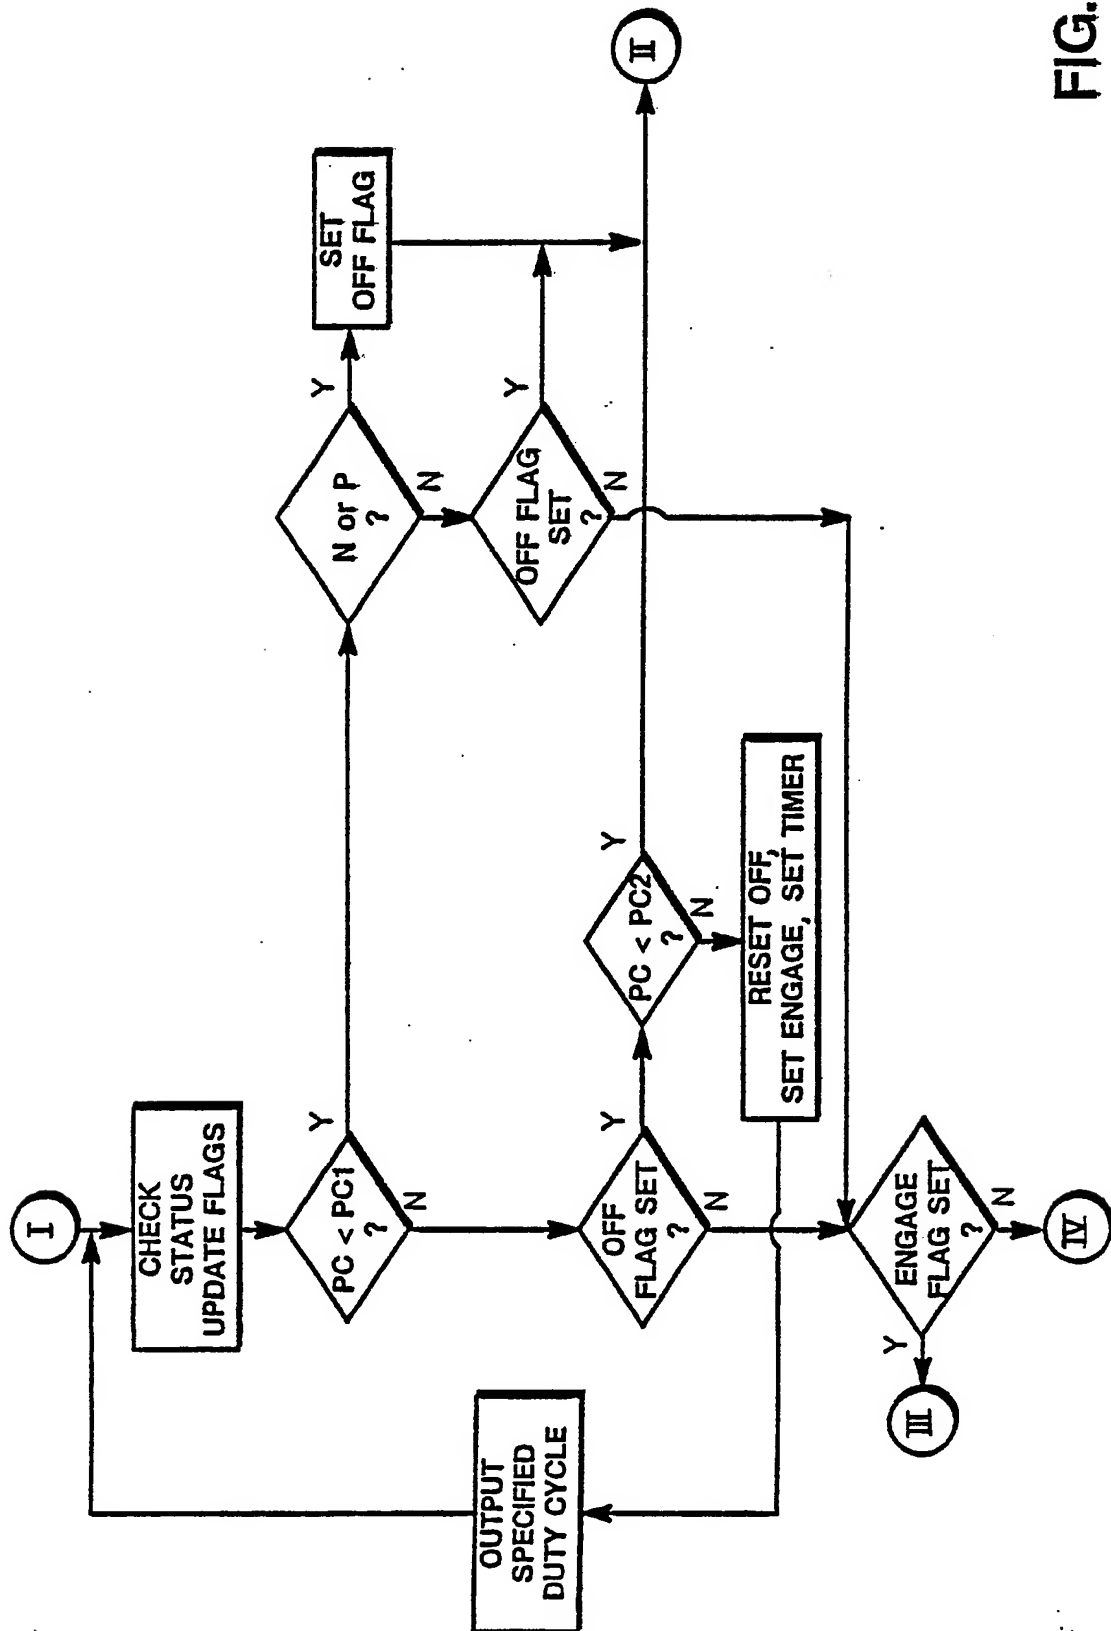 I
CHECK
STATUS
UPDATE FLAGS
PC < PC1
?
Y
N
N or P
?
Y
N
SET
OFF FLAG
OFF FLAG
SET
?
Y
N
OUTPUT
SPECIFIED
DUTY CYCLE
OFF
FLAG SET
?
Y
N
PC < PC2
?
Y
N
II
RESET OFF,
SET ENGAGE, SET TIMER
ENGAGE
FLAG SET
?
Y
N
III
IV
FIG.